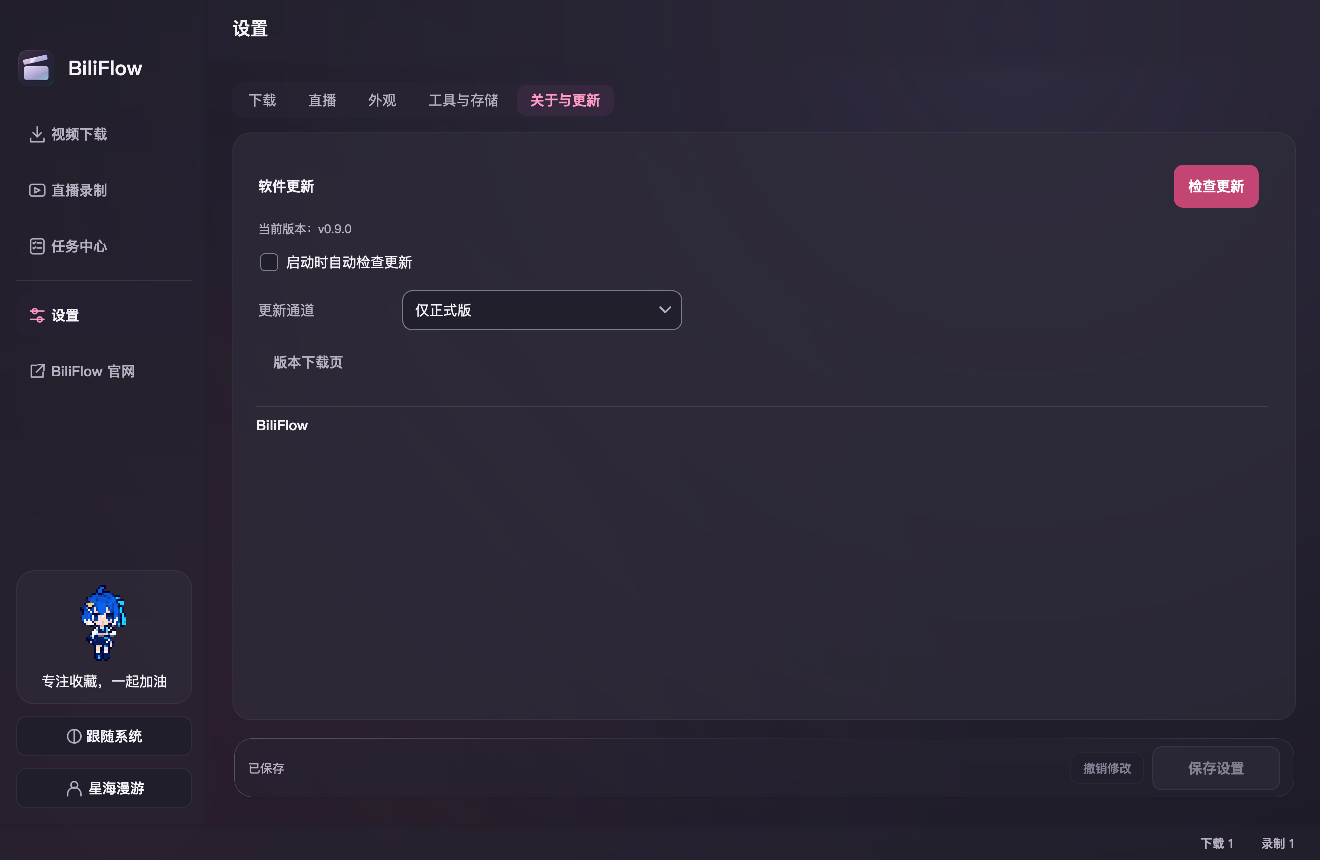 设置
BiliFlow
视频下载
直播录制
任务中心
设置
BiliFlow 官网
专注收藏，一起加油
跟随系统
星海漫游
下载 直播 外观 工具与存储 关于与更新
软件更新
检查更新
当前版本：v0.9.0
启动时自动检查更新
更新通道 仅正式版
版本下载页
BiliFlow
已保存
撤销修改
保存设置
下载 1 录制 1